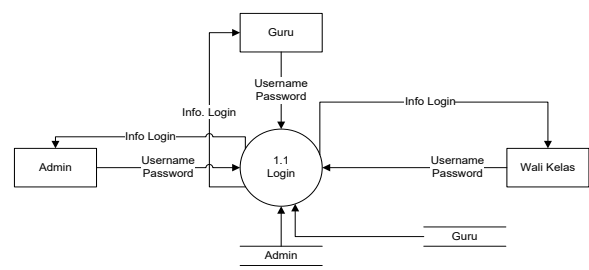 Guru
Username
Password
Info. Login
Info Login
Info Login
Admin
Username
Password
1.1
Login
Username
Password
Wali Kelas
Guru
Admin